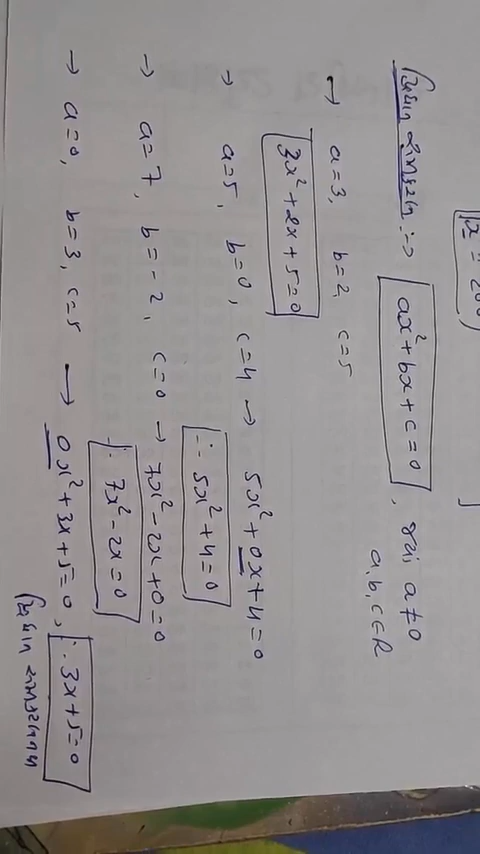 દ્વિઘાત સમીકરણ :→ ax² + bx + c = 0 , જ્યાં a ≠ 0
a, b, c ∈ R
→ a = 3, b = 2, c = 5
3x² + 2x + 5 = 0
→ a = 5, b = 0, c = 4 → 5x² + 0x + 4 = 0
∴ 5x² + 4 = 0
→ a = 7, b = -2, c = 0 → 7x² - 2x + 0 = 0
∴ 7x² - 2x = 0
→ a = 0, b = 3, c = 5 → 0x² + 3x + 5 = 0, ∴ 3x + 5 = 0